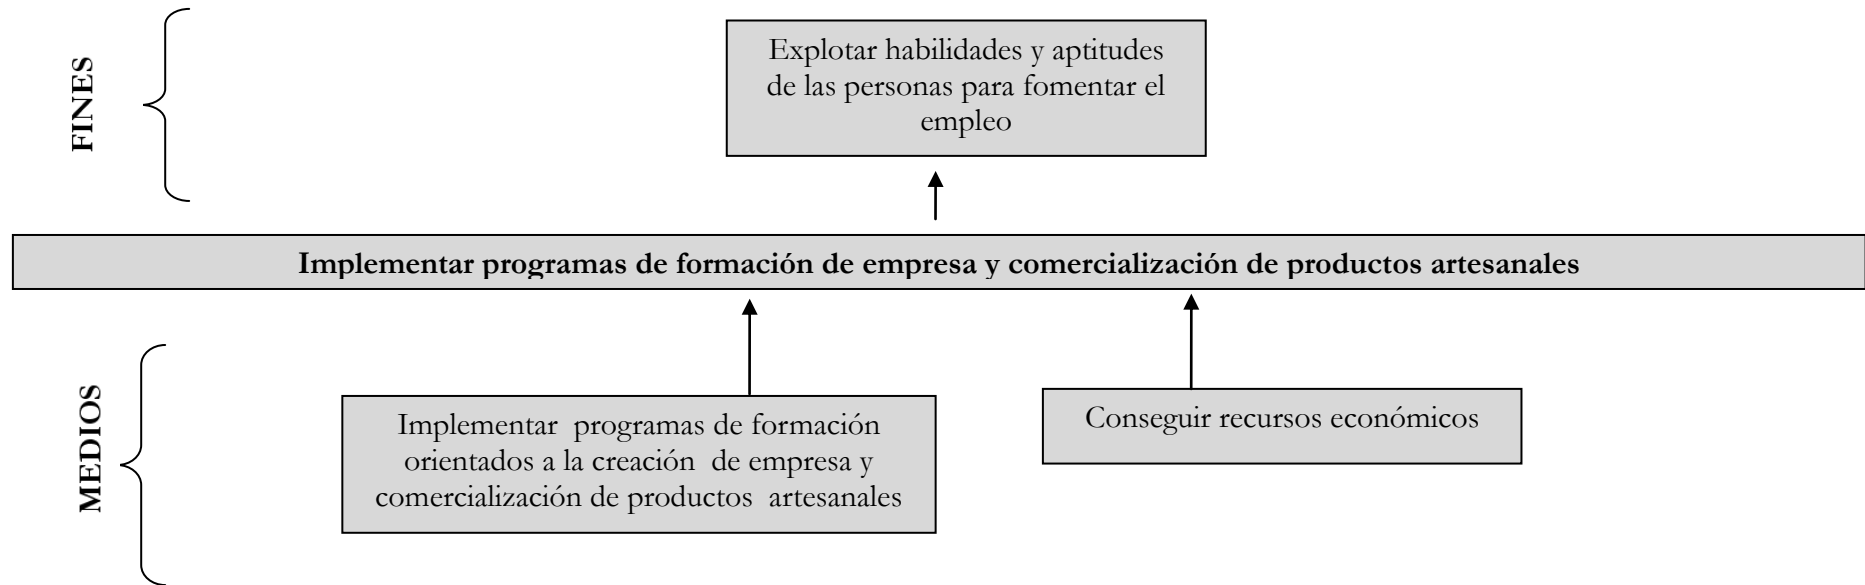 FINES
Explotar habilidades y aptitudes
de las personas para fomentar el
empleo
Implementar programas de formación de empresa y comercialización de productos artesanales
MEDIOS
Implementar programas de formación
orientados a la creación de empresa y
comercialización de productos artesanales
Conseguir recursos económicos